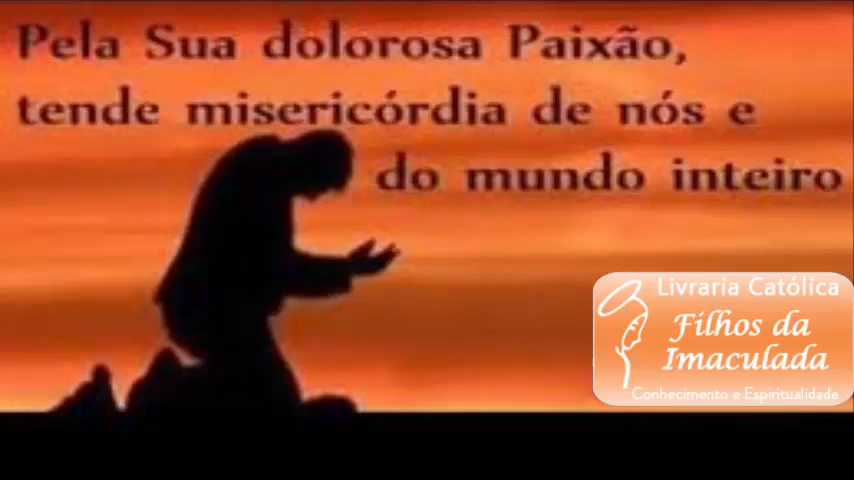 Pela Sua dolorosa Paixão,
tende misericórdia de nós e
do mundo inteiro
Livraria Católica
Filhos da
Imaculada
Conhecimento e Espiritualidade